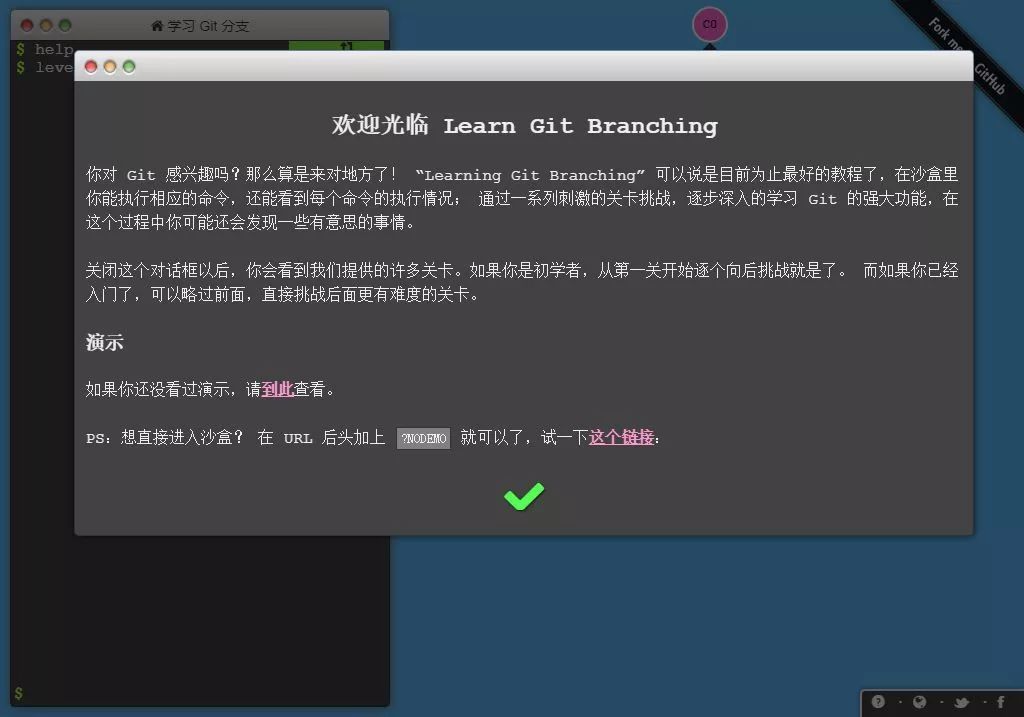 学习 Git 分支
C0
Fork me
GitHub
$ help
$ leve
欢迎光临 Learn Git Branching
你对 Git 感兴趣吗？那么算是来对地方了！ “Learning Git Branching” 可以说是目前为止最好的教程了，在沙盒里
你能执行相应的命令，还能看到每个命令的执行情况； 通过一系列刺激的关卡挑战，逐步深入的学习 Git 的强大功能，在
这个过程中你可能还会发现一些有意思的事情。
关闭这个对话框以后，你会看到我们提供的许多关卡。如果你是初学者，从第一关开始逐个向后挑战就是了。 而如果你已经
入门了，可以略过前面，直接挑战后面更有难度的关卡。
演示
如果你还没看过演示，请到此查看。
PS：想直接进入沙盒？ 在 URL 后头加上 ?NODEMO 就可以了，试一下这个链接：
$